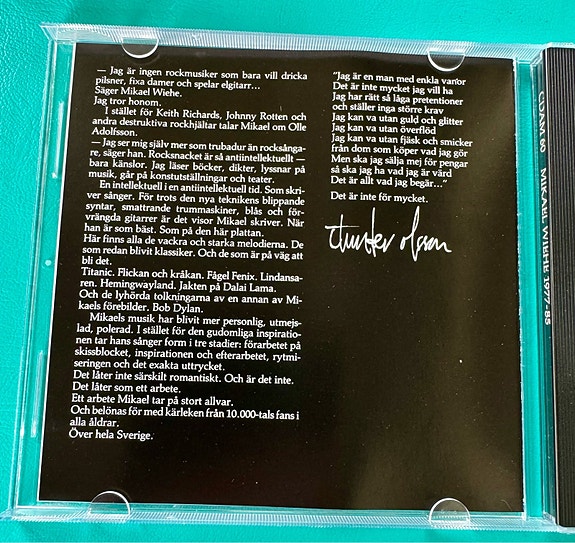 — Jag är ingen rockmusiker som bara vill dricka
pilsner, fixa damer och spelar elgitarr...
Säger Mikael Wiehe.
Jag tror honom.
I stället för Keith Richards, Johnny Rotten och
andra destruktiva rockhjältar talar Mikael om Olle
Adolfsson.
— Jag ser mig själv mer som trubadur än rocksånga-
re, säger han. Rocksnacket är så antiintellektuellt —
bara känslor. Jag läser böcker, dikter, lyssnar på
musik, går på konstutställningar och teater.
En intellektuell i en antiintellektuell tid. Som skri-
ver sånger. För trots den nya teknikens blippande
syntar, smattrande trummaskiner, blås och för-
vrängda gitarrer är det visor Mikael skriver. När
han är som bäst. Som på den här plattan.
Här finns alla de vackra och starka melodierna. De
som redan blivit klassiker. Och de som är på väg att
bli det.
Titanic. Flickan och kråkan. Fågel Fenix. Lindansa-
ren. Hemingwayland. Jakten på Dalai Lama.
Och de lyhörda tolkningarna av en annan av Mi-
kaels förebilder. Bob Dylan.
Mikaels musik har blivit mer personlig, utmejs-
lad, polerad. I stället för den gudomliga inspiratio-
nen tar hans sånger form i tre stadier: förarbetet på
skissblocket, inspirationen och efterarbetet, rytmi-
seringen och det exakta uttrycket.
Det låter inte särskilt romantiskt. Och är det inte.
Det låter som ett arbete.
Ett arbete Mikael tar på stort allvar.
Och belönas för med kärleken från 10.000-tals fans i
alla åldrar.
Över hela Sverige.
"Jag är en man med enkla vanor
Det är inte mycket jag vill ha
Jag har rätt så låga pretentioner
och ställer inga större krav
Jag kan va utan guld och glitter
Jag kan va utan överflöd
Jag kan va utan fjäsk och smicker
från dom som köper vad jag gör
Men ska jag sälja mej för pengar
så ska jag ha vad jag är värd
Det är allt vad jag begär..."
Det är inte för mycket.
CDAM 60 MIKAEL WIEHE 1977-85